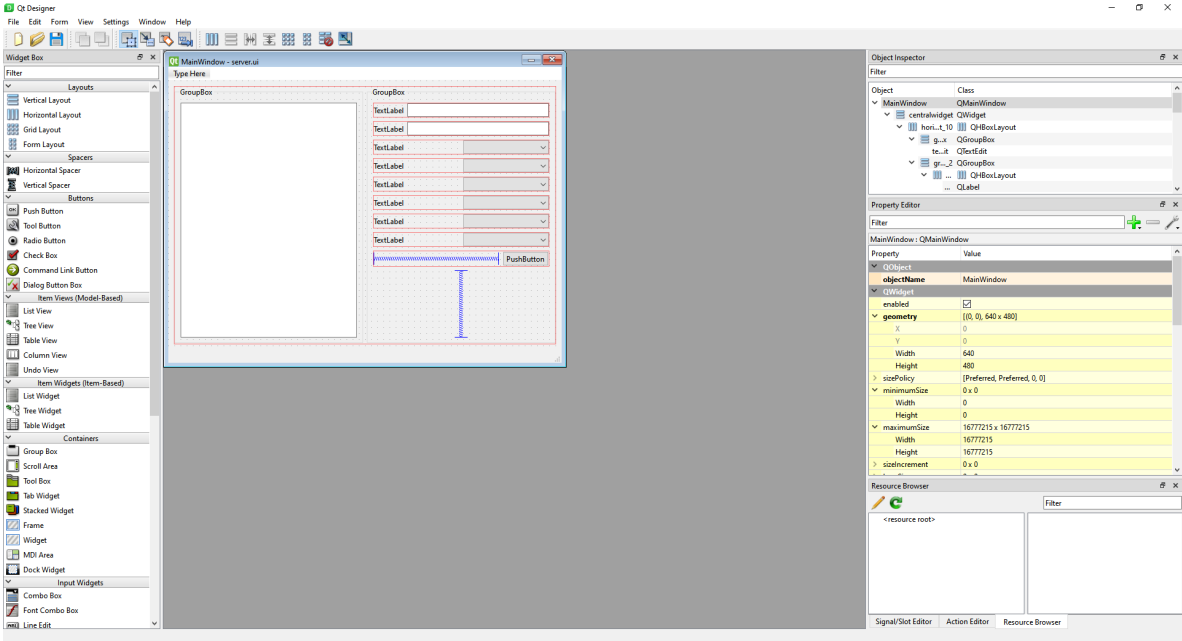 Qt Designer
File Edit Form View Settings Window Help
Widget Box
Filter
Layouts
Vertical Layout
Horizontal Layout
Grid Layout
Form Layout
Spacers
Horizontal Spacer
Vertical Spacer
Buttons
Push Button
Tool Button
Radio Button
Check Box
Command Link Button
Dialog Button Box
Item Views (Model-Based)
List View
Tree View
Table View
Column View
Undo View
Item Widgets (Item-Based)
List Widget
Tree Widget
Table Widget
Containers
Group Box
Scroll Area
Tool Box
Tab Widget
Stacked Widget
Frame
Widget
MDI Area
Dock Widget
Input Widgets
Combo Box
Font Combo Box
Line Edit
MainWindow - server.ui
Type Here
GroupBox
GroupBox
TextLabel
TextLabel
TextLabel
TextLabel
TextLabel
TextLabel
TextLabel
TextLabel
PushButton
Object Inspector
Filter
Object Class
MainWindow QMainWindow
centralwidget QWidget
hori...t_10 QHBoxLayout
g...x QGroupBox
te...it QTextEdit
gr..._2 QGroupBox
... QHBoxLayout
... QLabel
Property Editor
Filter
MainWindow : QMainWindow
Property Value
QObject
objectName MainWindow
QWidget
enabled
geometry [(0, 0), 640 x 480]
X 0
Y 0
Width 640
Height 480
sizePolicy [Preferred, Preferred, 0, 0]
minimumSize 0 x 0
Width 0
Height 0
maximumSize 16777215 x 16777215
Width 16777215
Height 16777215
sizeIncrement 0 x 0
Resource Browser
Filter
<resource root>
Signal/Slot Editor Action Editor Resource Browser